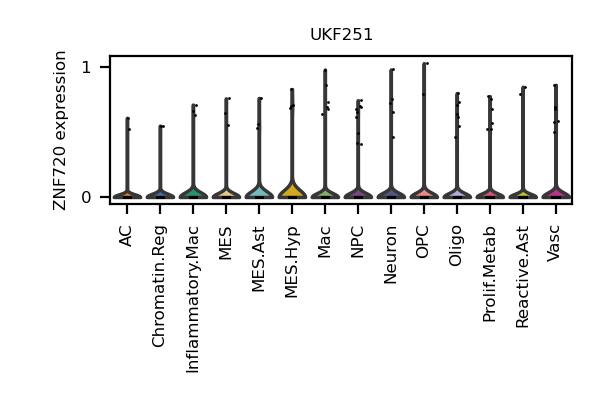 UKF251
ZNF720 expression
1
0
AC
Chromatin.Reg
Inflammatory.Mac
MES
MES.Ast
MES.Hyp
Mac
NPC
Neuron
OPC
Oligo
Prolif.Metab
Reactive.Ast
Vasc